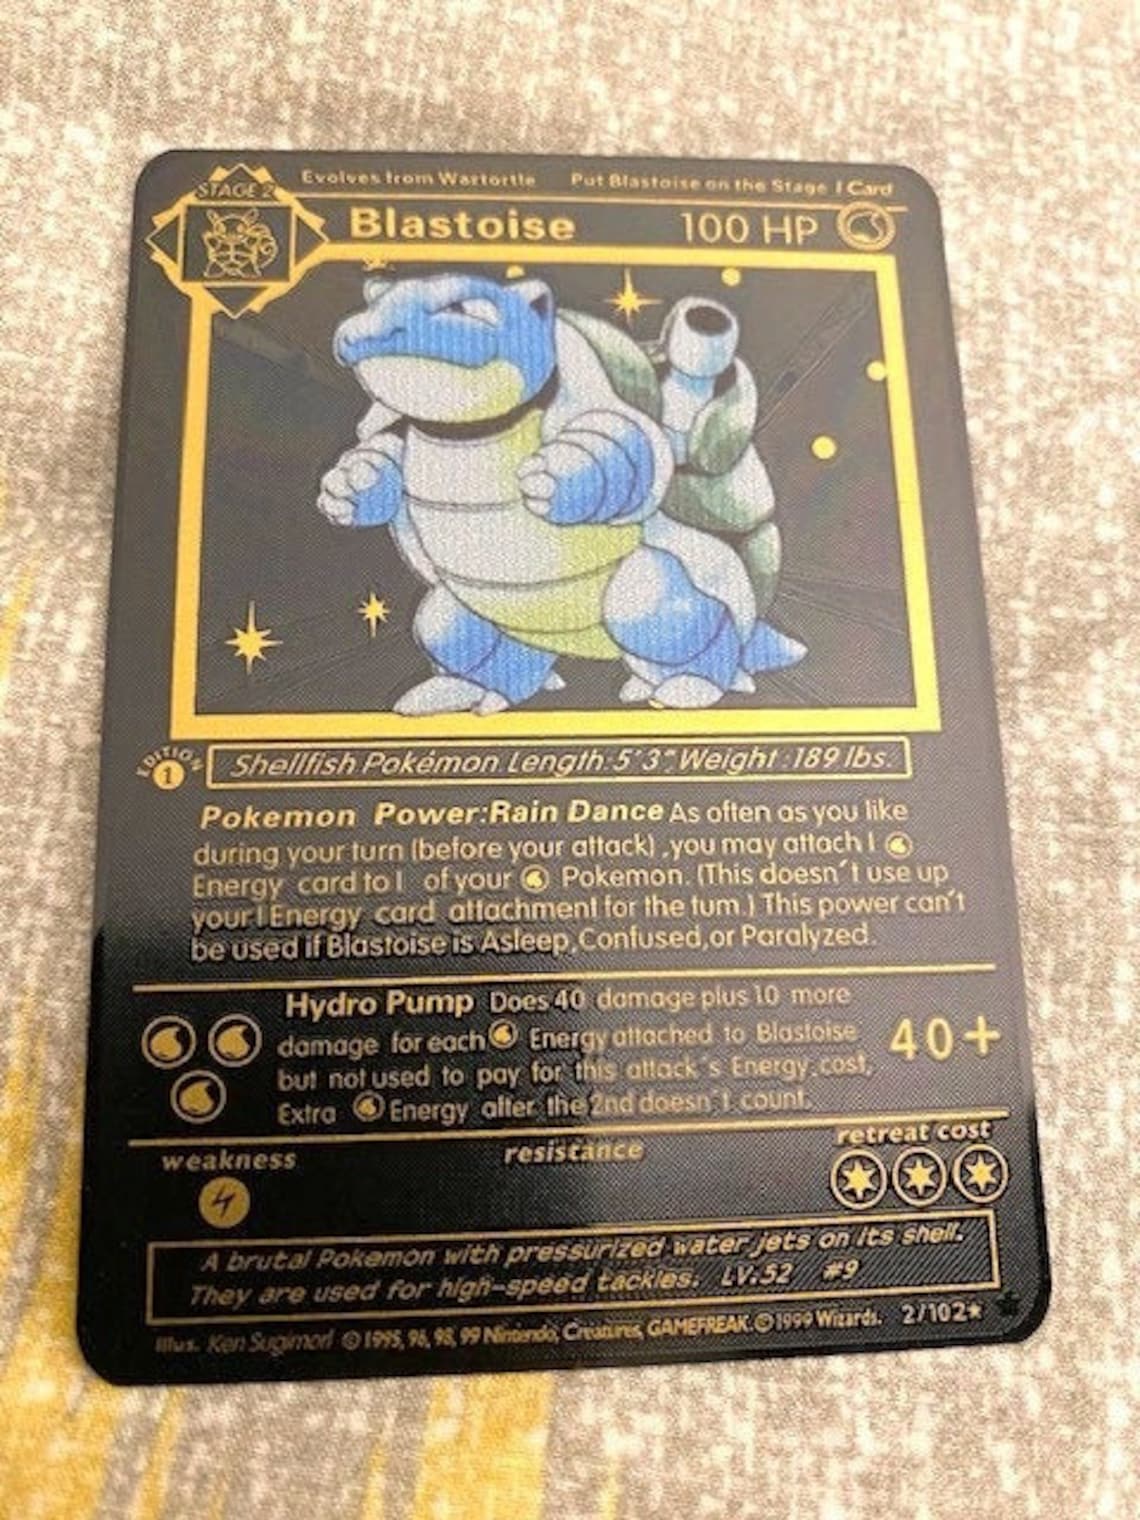 Evolves from Wartortle Put Blastoise on the Stage 1 Card
STAGE 2
Blastoise 100 HP
EDITION
1
Shellfish Pokémon Length:5'3" Weight:189 lbs.
Pokemon Power:Rain Dance As often as you like
during your turn (before your attack) ,you may attach 1
Energy card to 1 of your Pokemon. (This doesn't use up
your 1 Energy card attachment for the turn.) This power can't
be used if Blastoise is Asleep,Confused,or Paralyzed.
Hydro Pump Does 40 damage plus 10 more
damage for each Energy attached to Blastoise
but not used to pay for this attack's Energy cost,
Extra Energy after the 2nd doesn't count.
40+
weakness resistance retreat cost
A brutal Pokemon with pressurized water jets on its shell.
They are used for high-speed tackles. LV.52 #9
Illus. Ken Sugimori ©1995, 96, 98, 99 Nintendo, Creatures, GAMEFREAK.©1999 Wizards. 2/102★